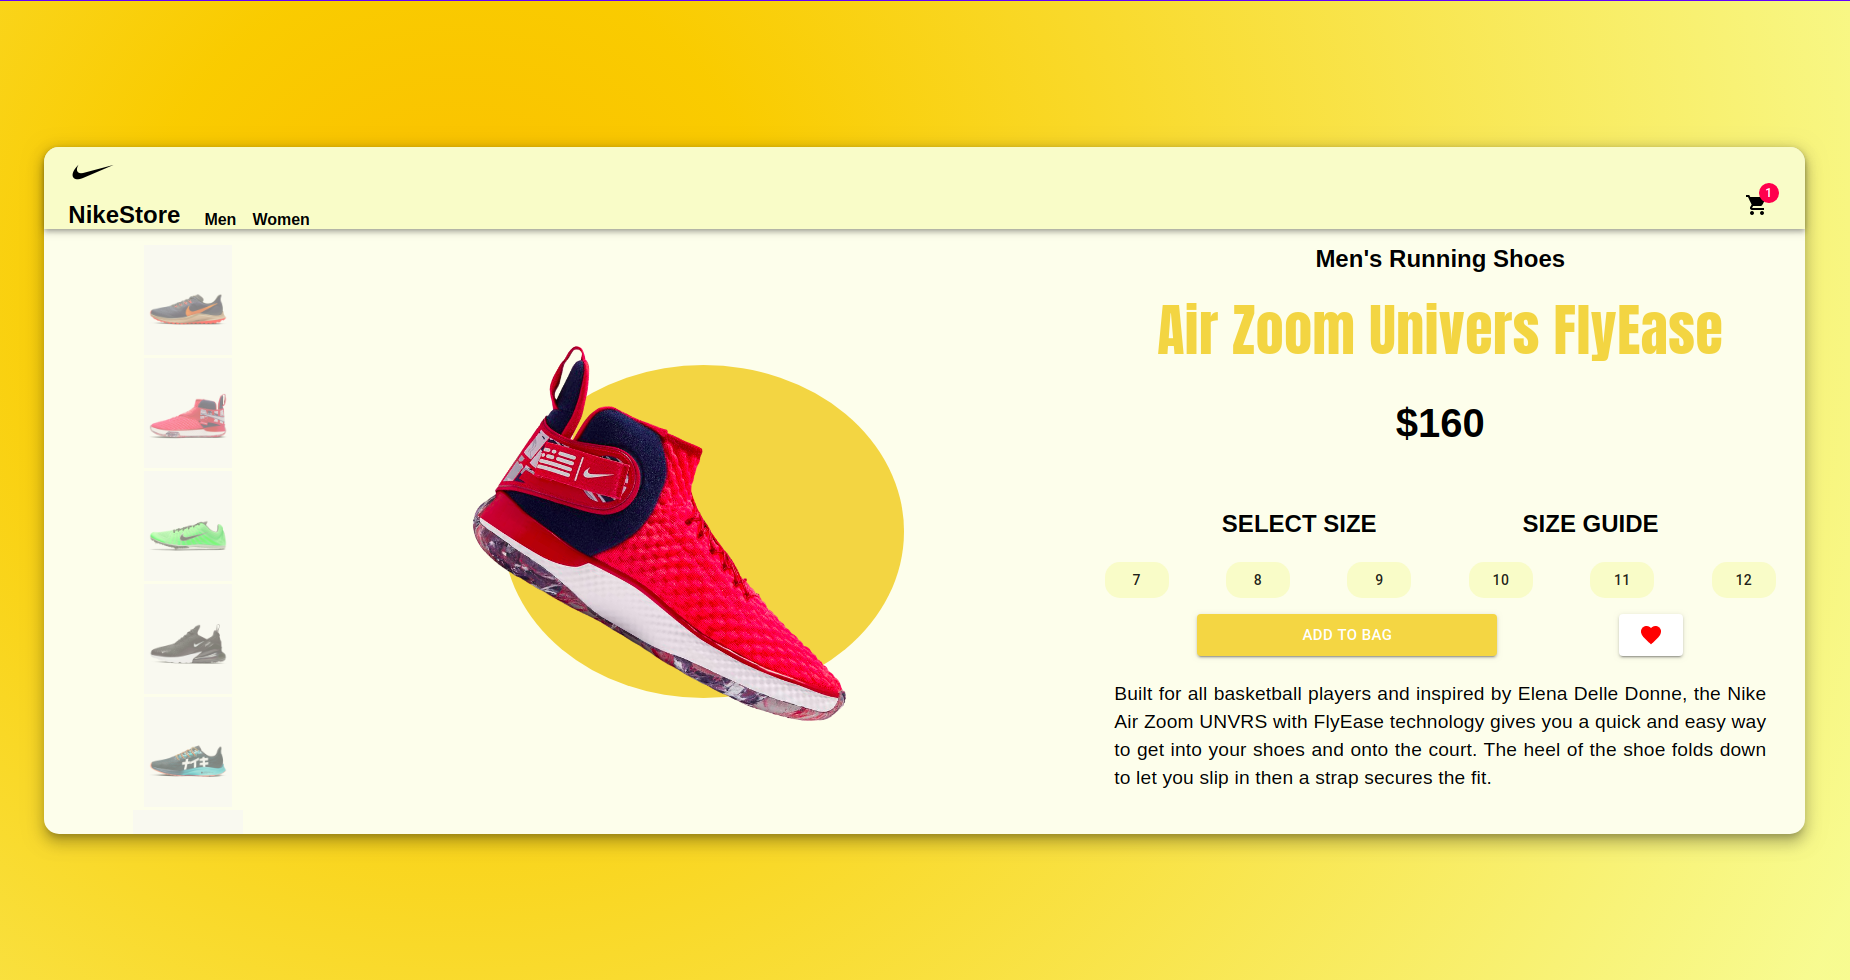 NikeStore Men Women
1
Men's Running Shoes
Air Zoom Univers FlyEase
$160
SELECT SIZE SIZE GUIDE
7 8 9 10 11 12
ADD TO BAG
Built for all basketball players and inspired by Elena Delle Donne, the Nike
Air Zoom UNVRS with FlyEase technology gives you a quick and easy way
to get into your shoes and onto the court. The heel of the shoe folds down
to let you slip in then a strap secures the fit.
ナイキ